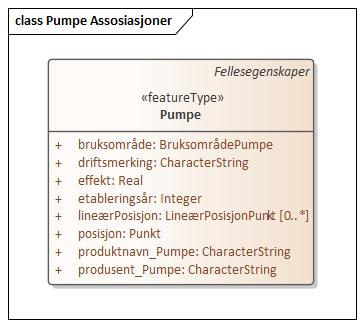 class Pumpe Assosiasjoner
Fellesegenskaper
«featureType»
Pumpe
+ bruksområde: BruksområdePumpe
+ driftsmerking: CharacterString
+ effekt: Real
+ etableringsår: Integer
+ lineærPosisjon: LineærPosisjonPunkt [0..*]
+ posisjon: Punkt
+ produktnavn_Pumpe: CharacterString
+ produsent_Pumpe: CharacterString